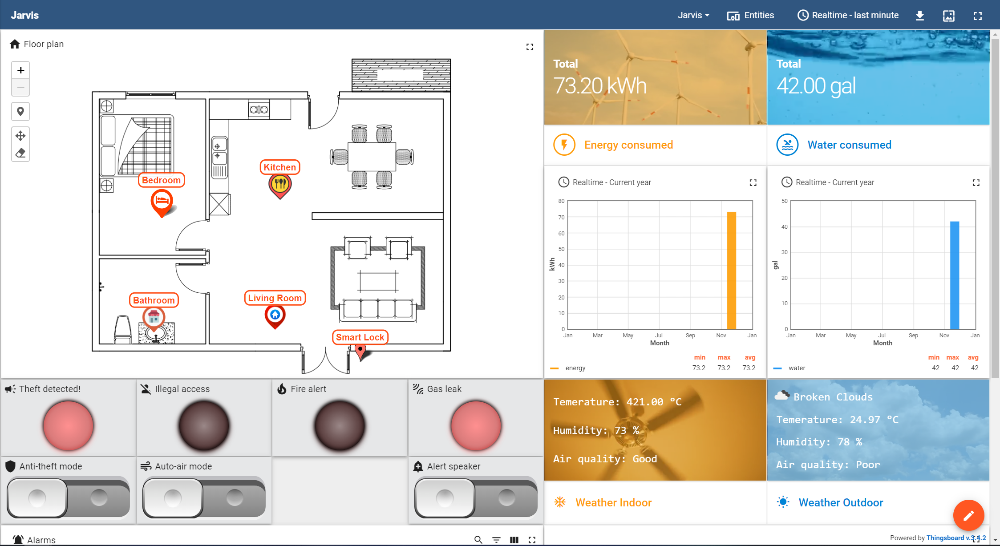 Jarvis
Jarvis
Entities
Realtime - last minute
Floor plan
Bedroom
Kitchen
Bathroom
Living Room
Smart Lock
Total
73.20 kWh
Energy consumed
Total
42.00 gal
Water consumed
Realtime - Current year
80
70
60
50
40
30
20
10
0
kWh
Jan Mar May Jul Sep Nov Jan
Month
min max avg
energy 73.2 73.2 73.2
Realtime - Current year
50
40
30
20
10
0
gal
Jan Mar May Jul Sep Nov Jan
Month
min max avg
water 42 42 42
Theft detected!
Illegal access
Fire alert
Gas leak
Anti-theft mode
Auto-air mode
Alert speaker
Temerature: 421.00 °C
Humidity: 73 %
Air quality: Good
Weather Indoor
Broken Clouds
Temerature: 24.97 °C
Humidity: 78 %
Air quality: Poor
Weather Outdoor
Alarms
Powered by Thingsboard v.3.4.2